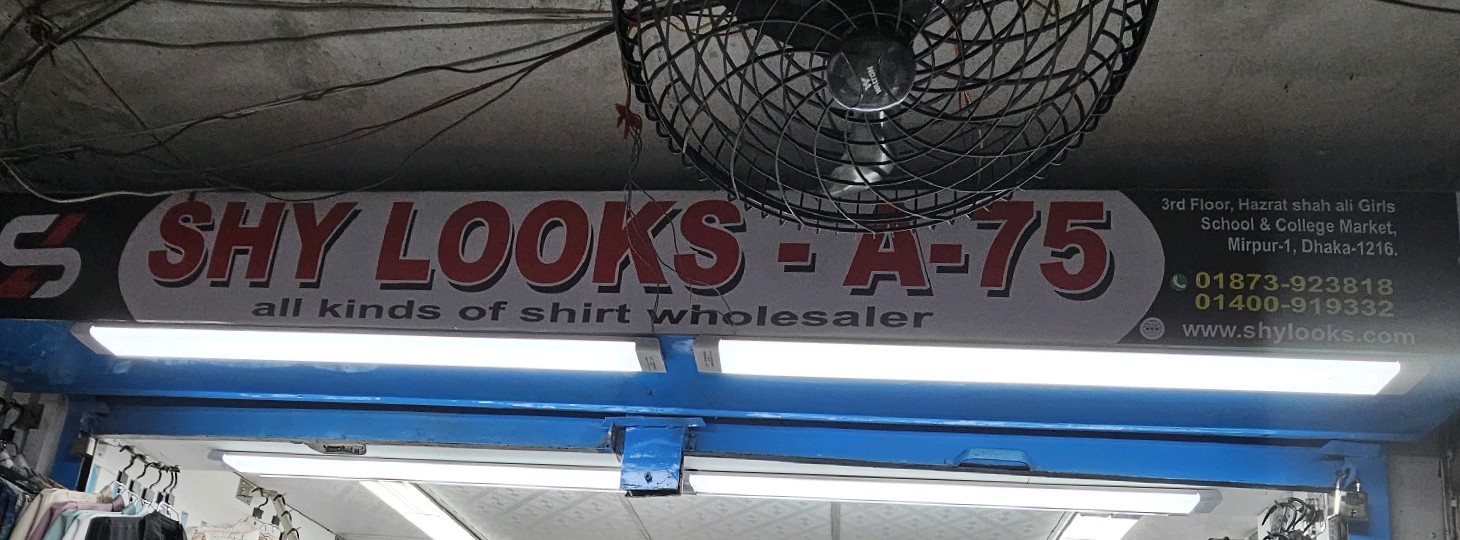 WALTON
SHY LOOKS - A-75
all kinds of shirt wholesaler
3rd Floor, Hazrat shah ali Girls
School & College Market,
Mirpur-1, Dhaka-1216.
01873-923818
01400-919332
www.shylooks.com